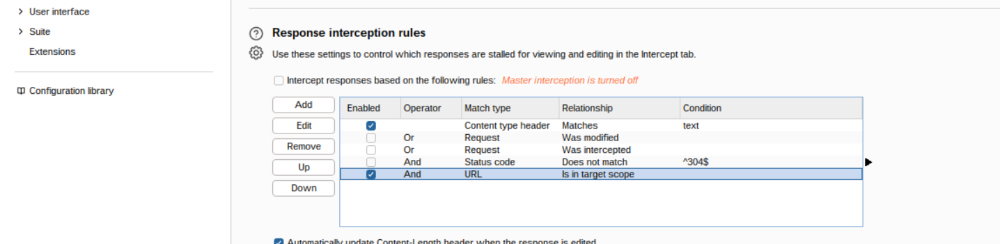 User interface
Suite
Extensions
Configuration library
Response interception rules
Use these settings to control which responses are stalled for viewing and editing in the Intercept tab.
Intercept responses based on the following rules: Master interception is turned off
Add
Edit
Remove
Up
Down
Enabled Operator Match type Relationship Condition
Content type header Matches text
Or Request Was modified
Or Request Was intercepted
And Status code Does not match ^304$
And URL Is in target scope
Automatically update Content-Length header when the response is edited